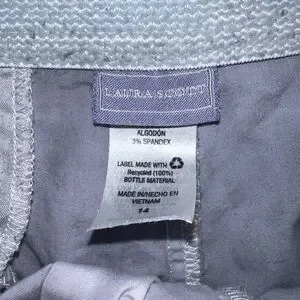 LAURA SCOTT
ALGODÓN
3% SPANDEX
LABEL MADE WITH
Recycled (100%)
BOTTLE MATERIAL
MADE IN/HECHO EN
VIETNAM
14